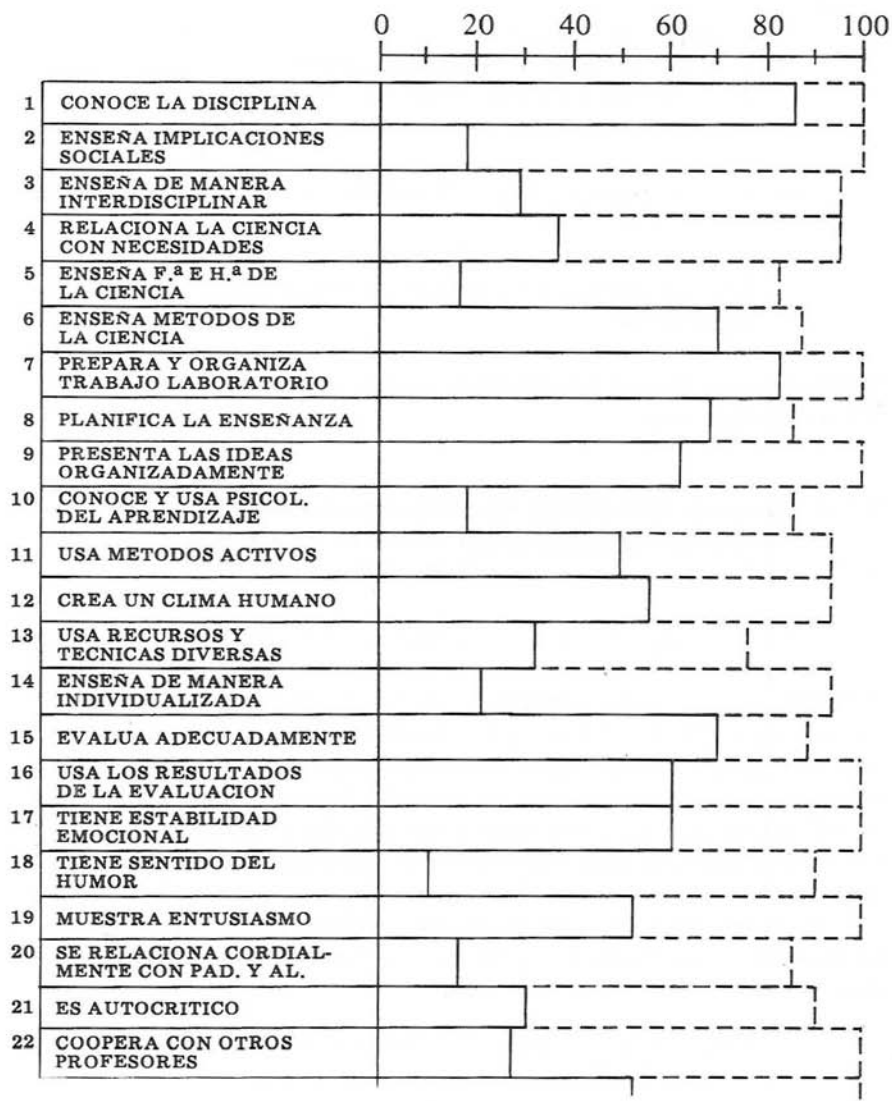 0 20 40 60 80 100
1 CONOCE LA DISCIPLINA
2 ENSEÑA IMPLICACIONES
SOCIALES
3 ENSEÑA DE MANERA
INTERDISCIPLINAR
4 RELACIONA LA CIENCIA
CON NECESIDADES
5 ENSEÑA F.ª E H.ª DE
LA CIENCIA
6 ENSEÑA METODOS DE
LA CIENCIA
7 PREPARA Y ORGANIZA
TRABAJO LABORATORIO
8 PLANIFICA LA ENSEÑANZA
9 PRESENTA LAS IDEAS
ORGANIZADAMENTE
10 CONOCE Y USA PSICOL.
DEL APRENDIZAJE
11 USA METODOS ACTIVOS
12 CREA UN CLIMA HUMANO
13 USA RECURSOS Y
TECNICAS DIVERSAS
14 ENSEÑA DE MANERA
INDIVIDUALIZADA
15 EVALUA ADECUADAMENTE
16 USA LOS RESULTADOS
DE LA EVALUACION
17 TIENE ESTABILIDAD
EMOCIONAL
18 TIENE SENTIDO DEL
HUMOR
19 MUESTRA ENTUSIASMO
20 SE RELACIONA CORDIAL-
MENTE CON PAD. Y AL.
21 ES AUTOCRITICO
22 COOPERA CON OTROS
PROFESORES